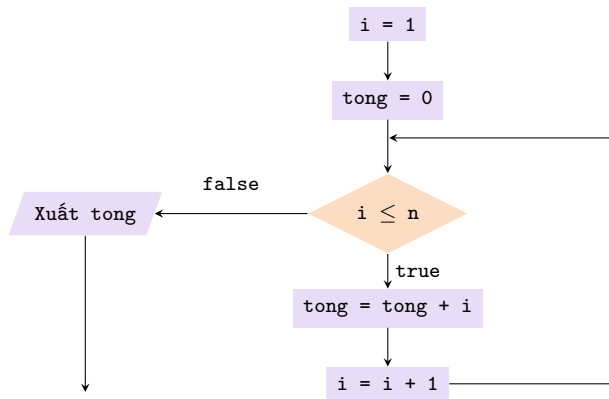 i = 1
tong = 0
false
Xuất tong
i ≤ n
true
tong = tong + i
i = i + 1